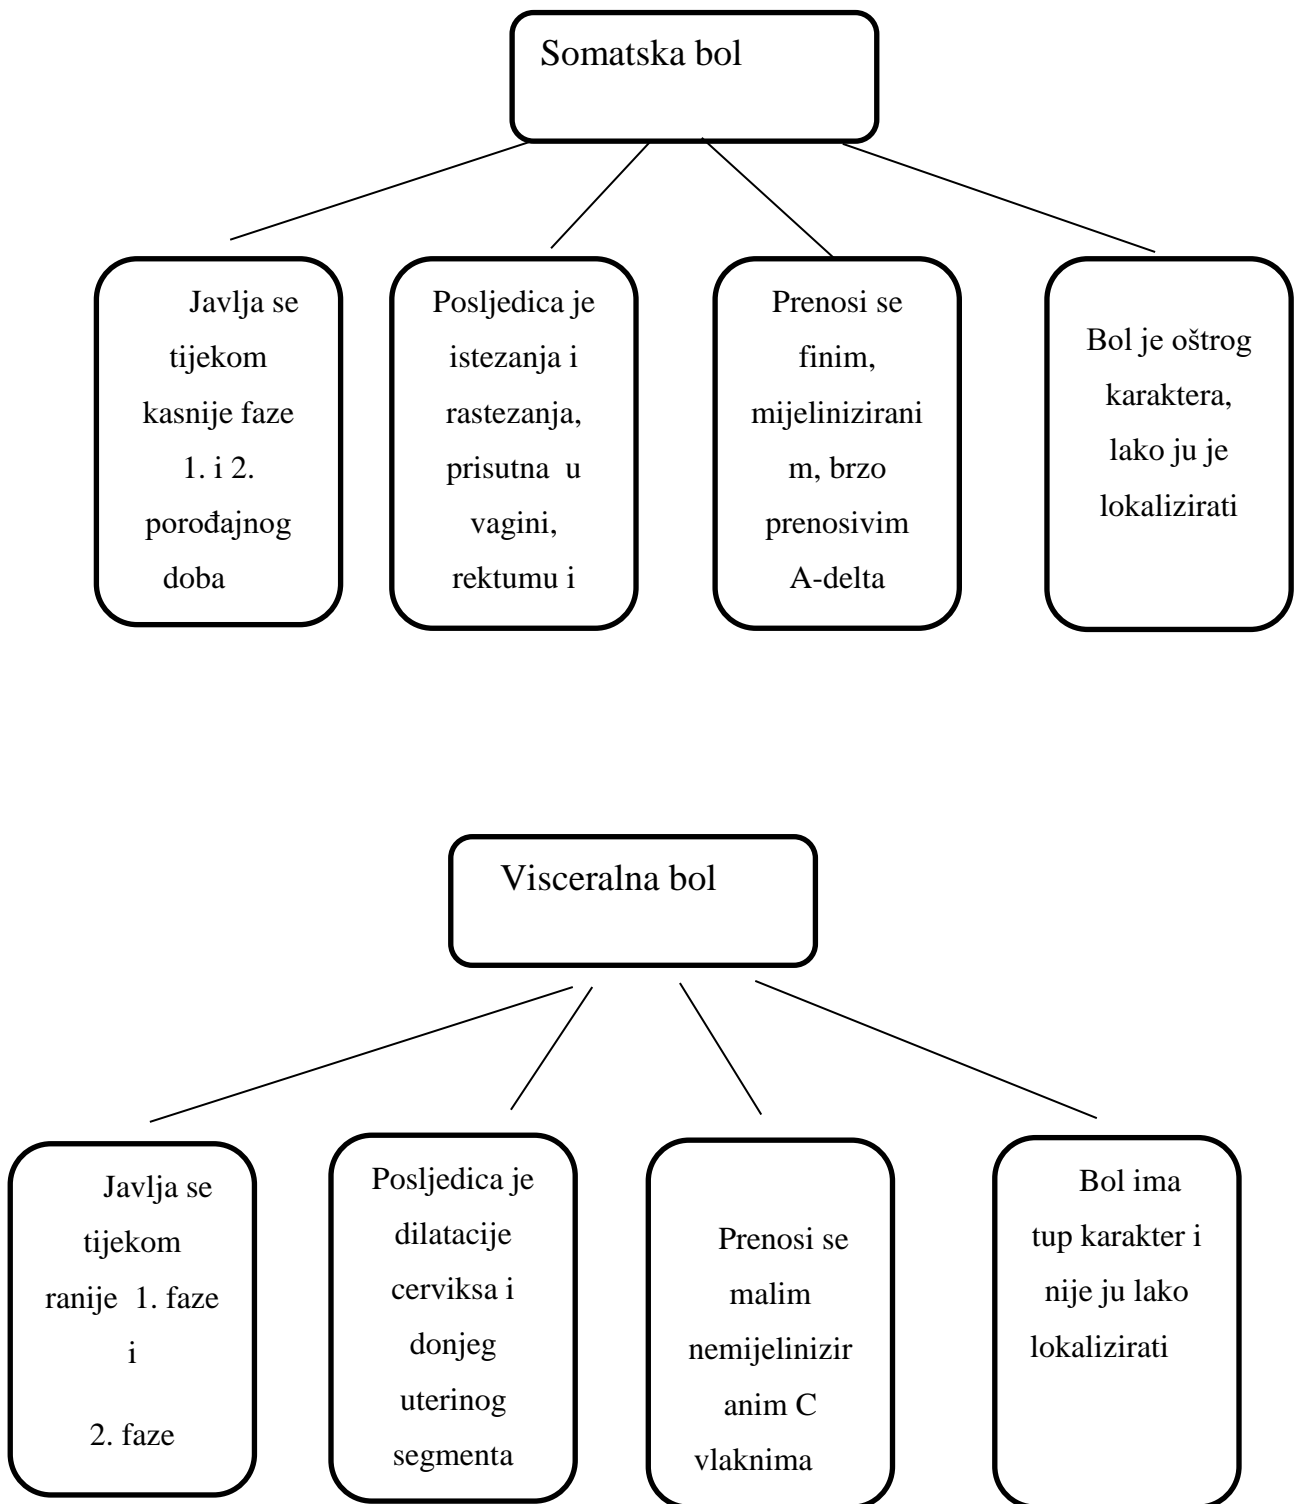 Somatska bol
Javlja se
tijekom
kasnije faze
1. i 2.
porođajnog
doba
Posljedica je
istezanja i
rastezanja,
prisutna u
vagini,
rektumu i
Prenosi se
finim,
mijelinizirani
m, brzo
prenosivim
A-delta
Bol je oštrog
karaktera,
lako ju je
lokalizirati
Visceralna bol
Javlja se
tijekom
ranije 1. faze
i
2. faze
Posljedica je
dilatacije
cerviksa i
donjeg
uterinog
segmenta
Prenosi se
malim
nemijelinizir
anim C
vlaknima
Bol ima
tup karakter i
nije ju lako
lokalizirati